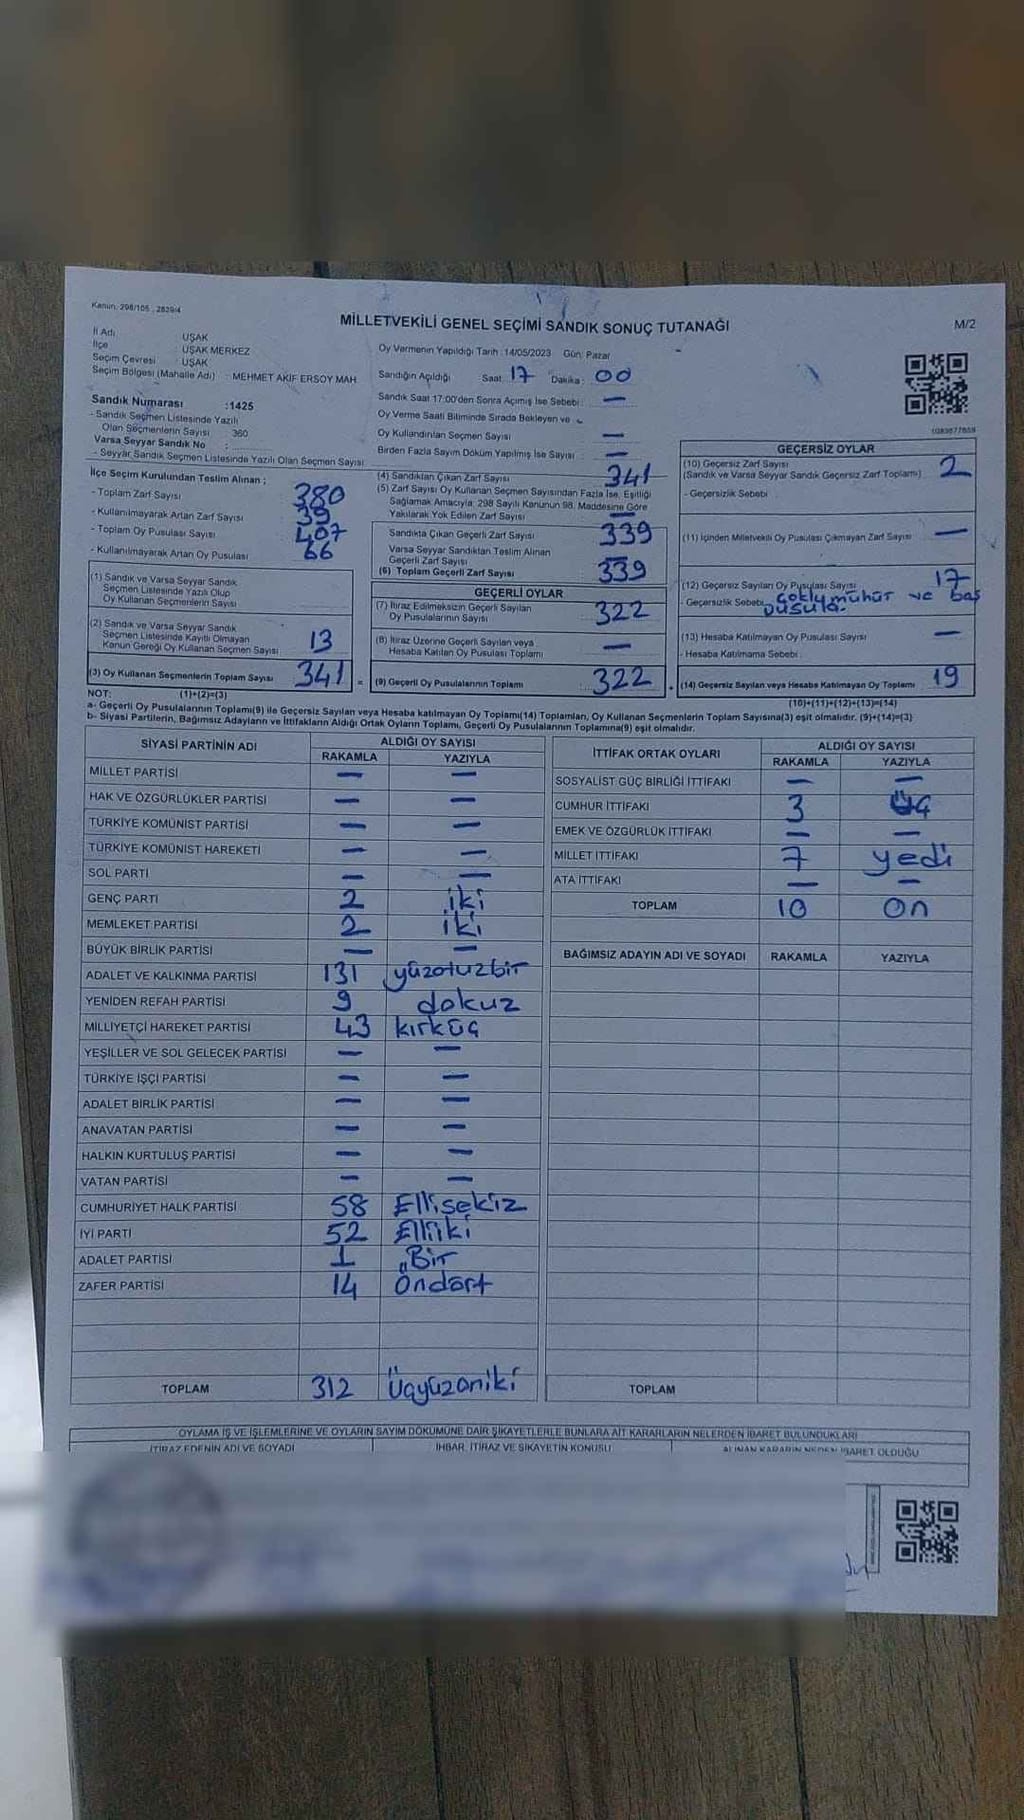 Kanun: 298/105 , 2839/4
MİLLETVEKİLİ GENEL SEÇİMİ SANDIK SONUÇ TUTANAĞI
M/2
İl Adı : UŞAK
İlçe : UŞAK MERKEZ
Seçim Çevresi : UŞAK
Seçim Bölgesi (Mahalle Adı) : MEHMET AKİF ERSOY MAH
Oy Vermenin Yapıldığı Tarih :14/05/2023 Gün: Pazar
Sandığın Açıldığı Saat: 17 Dakika: 00
Sandık Saat 17:00'den Sonra Açımış İse Sebebi : —
Oy Verme Saati Bitiminde Sırada Bekleyen ve
Oy Kullandırılan Seçmen Sayısı —
Birden Fazla Sayım Döküm Yapılmış İse Sayısı : —
Sandık Numarası :1425
- Sandık Seçmen Listesinde Yazılı
Olan Seçmenlerin Sayısı : 360
Varsa Seyyar Sandık No :
- Seyyar Sandık Listesinde Yazılı Olan Seçmen Sayısı
İlçe Seçim Kurulundan Teslim Alınan ;
- Toplam Zarf Sayısı 380
- Kullanılmayarak Artan Zarf Sayısı 39
- Toplam Oy Pusulası Sayısı 407
- Kullanılmayarak Artan Oy Pusulası 66
(1) Sandık ve Varsa Seyyar Sandık
Seçmen Listesinde Yazılı Olup
Oy Kullanan Seçmenlerin Sayısı
(2) Sandık ve Varsa Seyyar Sandık
Seçmen Listesinde Kayıtlı Olmayan
Kanun Gereği Oy Kullanan Seçmen Sayısı 13
(3) Oy Kullanan Seçmenlerin Toplam Sayısı 341 =
(4) Sandıktan Çıkan Zarf Sayısı 341
(5) Zarf Sayısı Oy Kullanan Seçmen Sayısından Fazla İse, Eşitliği
Sağlamak Amacıyla; 298 Sayılı Kanunun 98. Maddesine Göre
Yakılarak Yok Edilen Zarf Sayısı —
Sandıkta Çıkan Geçerli Zarf Sayısı 339
Varsa Seyyar Sandıktan Teslim Alınan
Geçerli Zarf Sayısı —
(6) Toplam Geçerli Zarf Sayısı 339
GEÇERLİ OYLAR
(7) İtiraz Edilmeksizin Geçerli Sayılan
Oy Pusulalarının Sayısı 322
(8) İtiraz Üzerine Geçerli Sayılan veya
Hesaba Katılan Oy Pusulası Toplamı —
(9) Geçerli Oy Pusulalarının Toplamı 322
GEÇERSİZ OYLAR
(10) Geçersiz Zarf Sayısı
(Sandık ve Varsa Seyyar Sandık Geçersiz Zarf Toplamı) 2
- Geçersizlik Sebebi
(11) İçinden Milletvekili Oy Pusulası Çıkmayan Zarf Sayısı —
(12) Geçersiz Sayılan Oy Pusulası Sayısı 17
- Geçersizlik Sebebi çoklu mühür ve baş
pusula.
(13) Hesaba Katılmayan Oy Pusulası Sayısı —
- Hesaba Katılmama Sebebi :
(14) Geçersiz Sayılan veya Hesaba Katılmayan Oy Toplamı 19
NOT: (1)+(2)=(3)
(10)+(11)+(12)+(13)=(14)
a- Geçerli Oy Pusulalarının Toplamı(9) ile Geçersiz Sayılan veya Hesaba katılmayan Oy Toplamı(14) Toplamları, Oy Kullanan Seçmenlerin Toplam Sayısına(3) eşit olmalıdır. (9)+(14)=(3)
b- Siyasi Partilerin, Bağımsız Adayların ve İttifakların Aldığı Ortak Oyların Toplamı, Geçerli Oy Pusulalarının Toplamına(9) eşit olmalıdır.
SİYASİ PARTİNİN ADI ALDIĞI OY SAYISI
RAKAMLA YAZIYLA
MİLLET PARTİSİ — —
HAK VE ÖZGÜRLÜKLER PARTİSİ — —
TÜRKİYE KOMÜNİST PARTİSİ — —
TÜRKİYE KOMÜNİST HAREKETİ — —
SOL PARTİ — —
GENÇ PARTİ 2 iki
MEMLEKET PARTİSİ 2 iki
BÜYÜK BİRLİK PARTİSİ — —
ADALET VE KALKINMA PARTİSİ 131 yüzotuzbir
YENİDEN REFAH PARTİSİ 9 dokuz
MİLLİYETÇİ HAREKET PARTİSİ 43 kırküç
YEŞİLLER VE SOL GELECEK PARTİSİ — —
TÜRKİYE İŞÇİ PARTİSİ — —
ADALET BİRLİK PARTİSİ — —
ANAVATAN PARTİSİ — —
HALKIN KURTULUŞ PARTİSİ — —
VATAN PARTİSİ — —
CUMHURİYET HALK PARTİSİ 58 Ellisekiz
İYİ PARTİ 52 Elliiki
ADALET PARTİSİ 1 Bir
ZAFER PARTİSİ 14 Ondört
TOPLAM 312 Üçyüzoniki
İTTİFAK ORTAK OYLARI ALDIĞI OY SAYISI
RAKAMLA YAZIYLA
SOSYALİST GÜÇ BİRLİĞİ İTTİFAKI — —
CUMHUR İTTİFAKI 3 Üç
EMEK VE ÖZGÜRLÜK İTTİFAKI — —
MİLLET İTTİFAKI 7 yedi
ATA İTTİFAKI — —
TOPLAM 10 On
BAĞIMSIZ ADAYIN ADI VE SOYADI RAKAMLA YAZIYLA
TOPLAM
OYLAMA İŞ VE İŞLEMLERİNE VE OYLARIN SAYIM DÖKÜMÜNE DAİR ŞİKAYETLERLE BUNLARA AİT KARARLARIN NELERDEN İBARET BULUNDUKLARI
İTİRAZ EDENİN ADI VE SOYADI İHBAR, İTİRAZ VE ŞİKAYETİN KONUSU ALINAN KARARIN NEDEN İBARET OLDUĞU